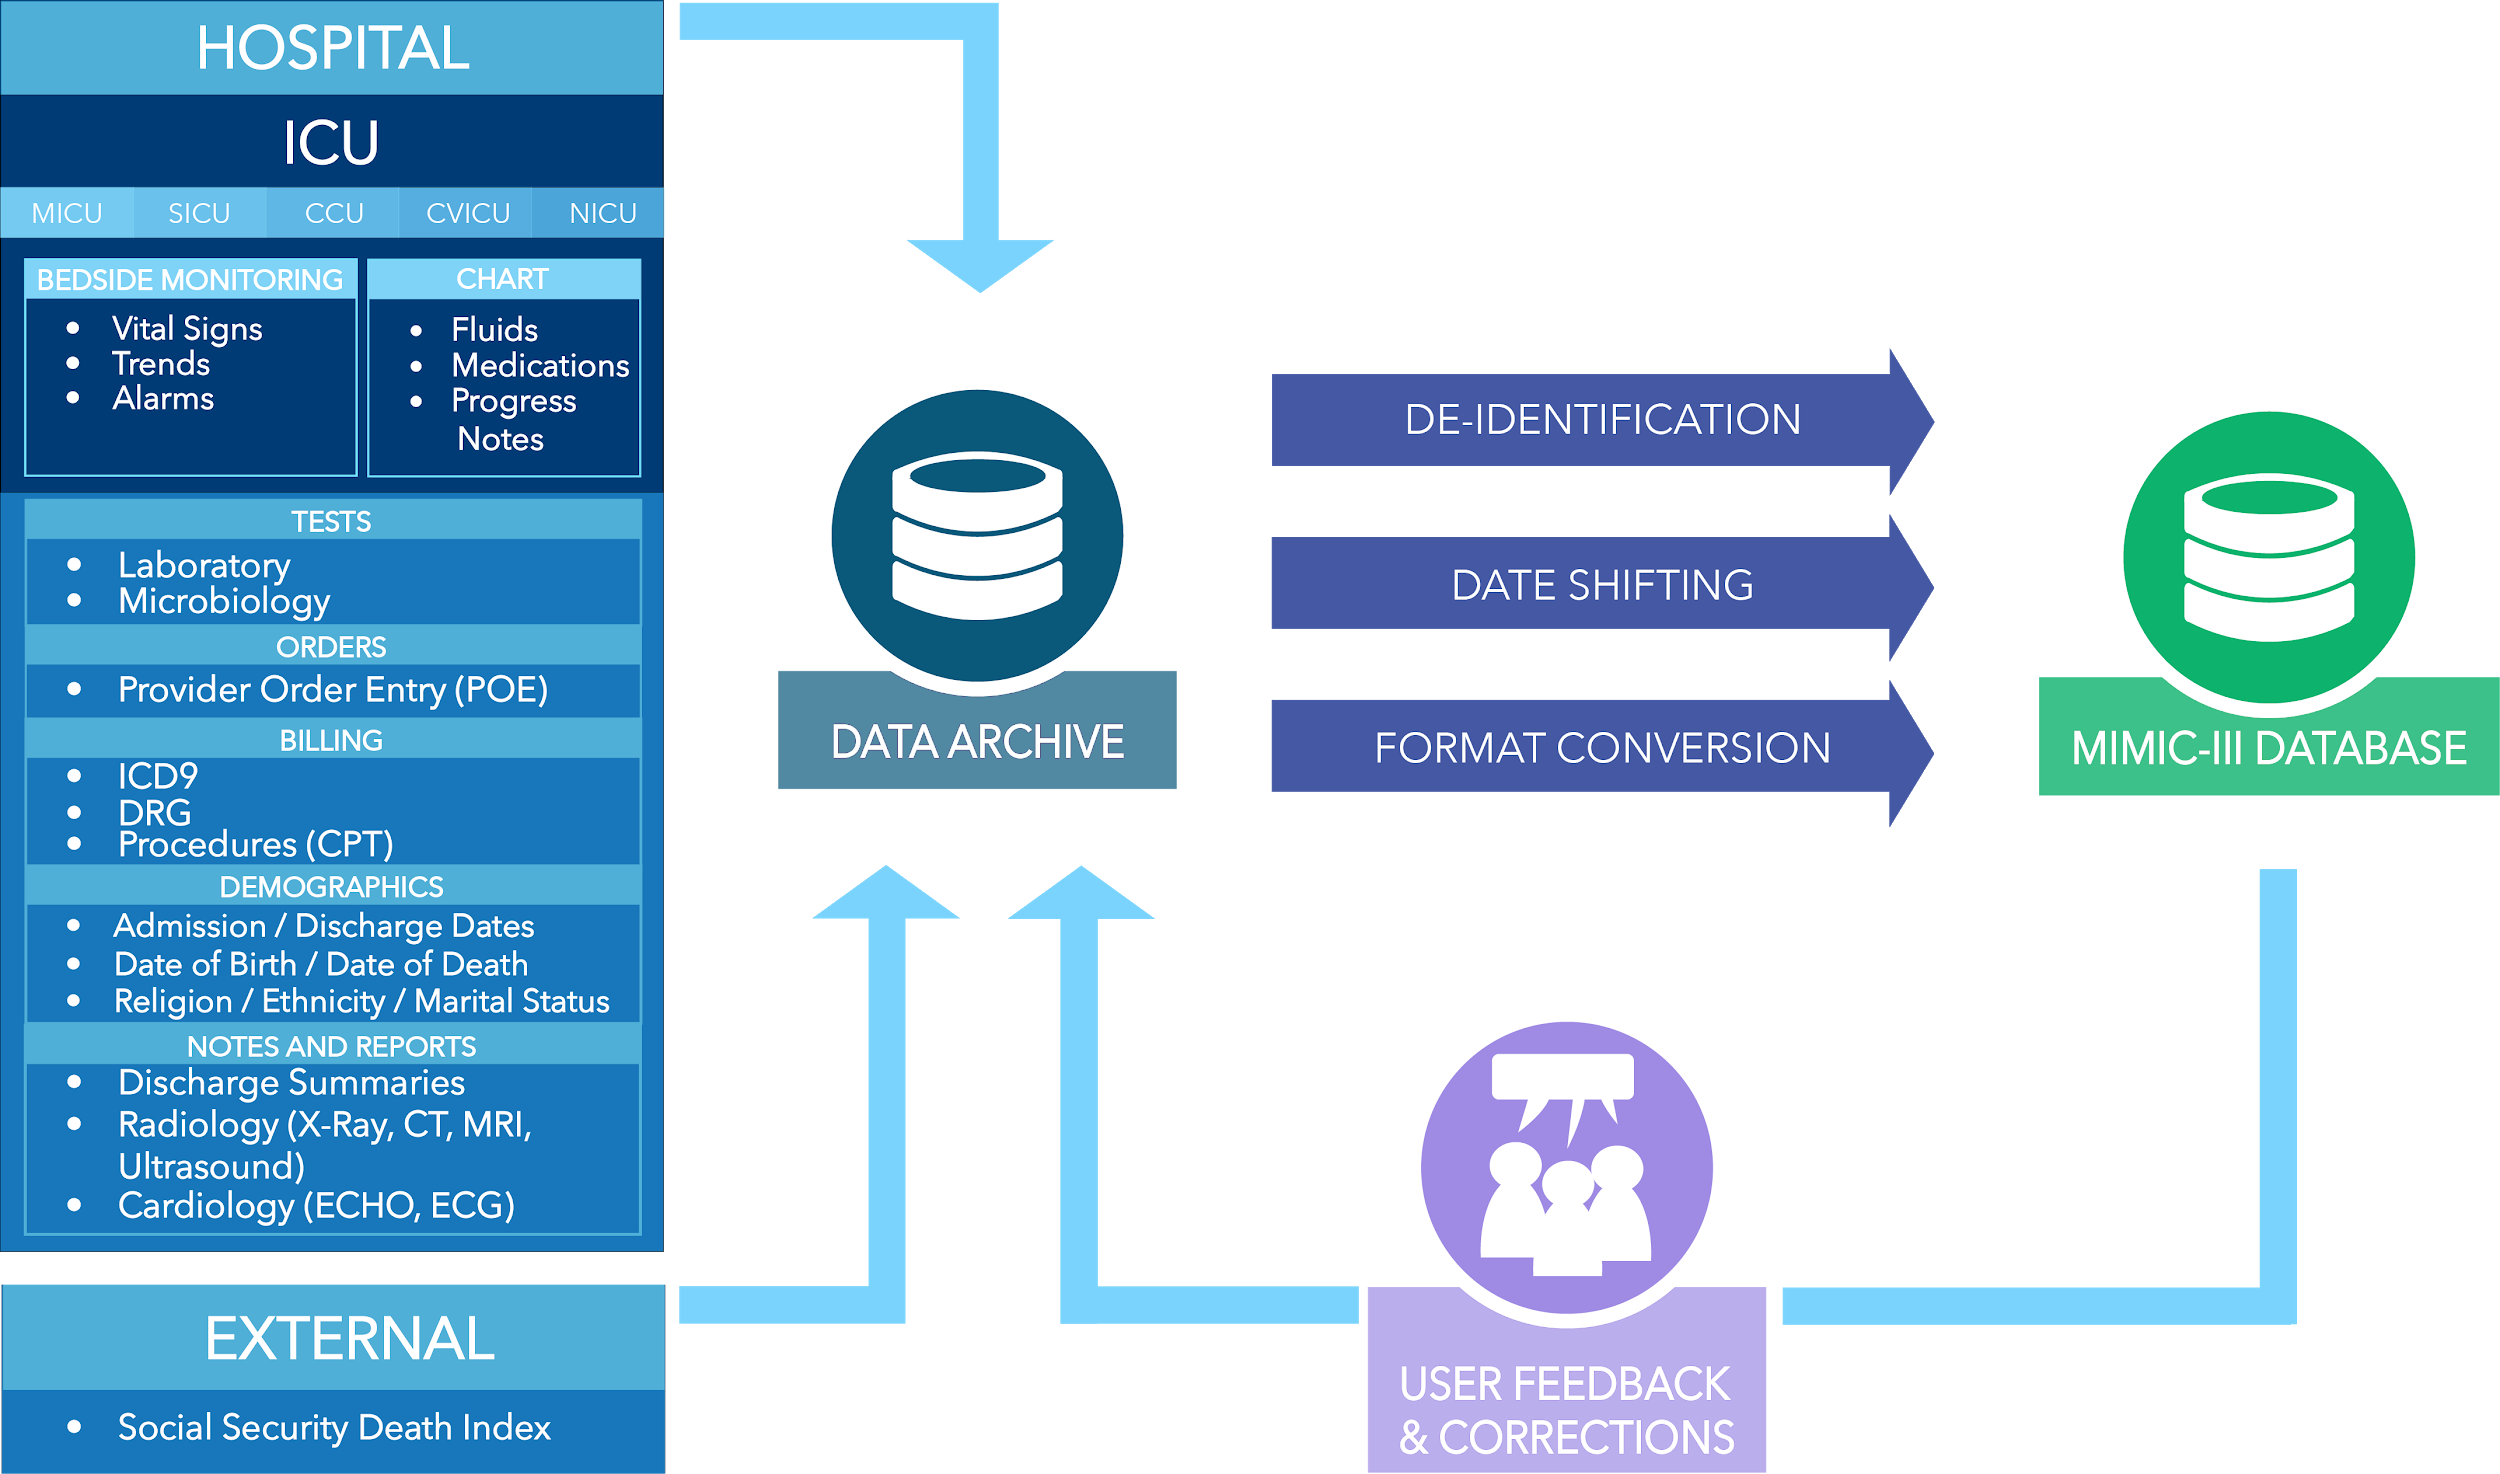 HOSPITAL
ICU
MICU SICU CCU CVICU NICU
BEDSIDE MONITORING
• Vital Signs
• Trends
• Alarms
CHART
• Fluids
• Medications
• Progress
Notes
TESTS
• Laboratory
• Microbiology
ORDERS
• Provider Order Entry (POE)
BILLING
• ICD9
• DRG
• Procedures (CPT)
DEMOGRAPHICS
• Admission / Discharge Dates
• Date of Birth / Date of Death
• Religion / Ethnicity / Marital Status
NOTES AND REPORTS
• Discharge Summaries
• Radiology (X-Ray, CT, MRI,
Ultrasound)
• Cardiology (ECHO, ECG)
EXTERNAL
• Social Security Death Index
DATA ARCHIVE
DE-IDENTIFICATION
DATE SHIFTING
FORMAT CONVERSION
MIMIC-III DATABASE
USER FEEDBACK
& CORRECTIONS